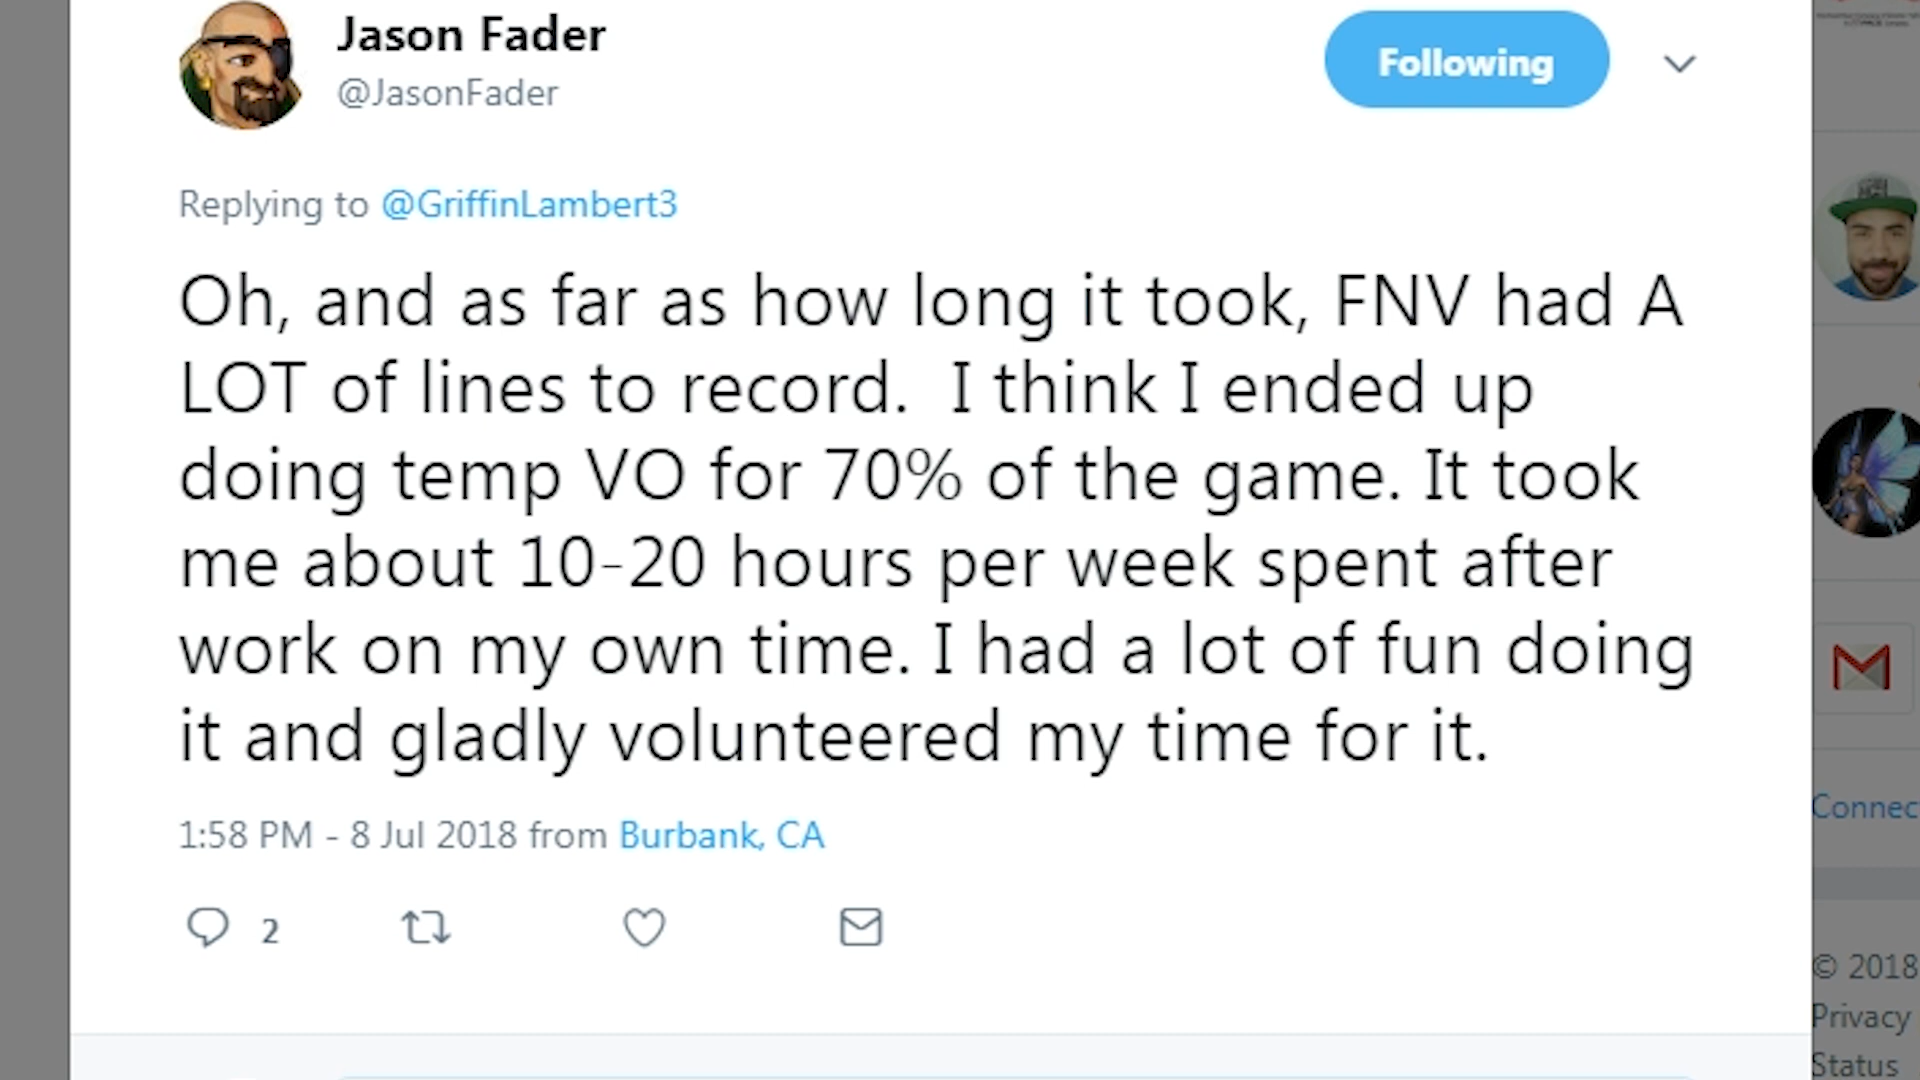 Jason Fader
@JasonFader
Following
Replying to @GriffinLambert3
Oh, and as far as how long it took, FNV had A
LOT of lines to record.  I think I ended up
doing temp VO for 70% of the game. It took
me about 10-20 hours per week spent after
work on my own time. I had a lot of fun doing
it and gladly volunteered my time for it.
1:58 PM - 8 Jul 2018 from Burbank, CA
2
Connec
© 2018
Privacy
Status